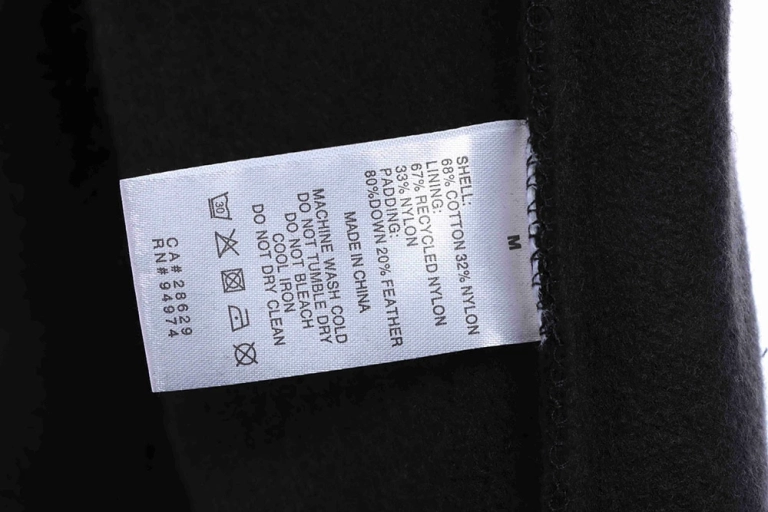 M
SHELL:
68% COTTON 32% NYLON
LINING:
67% RECYCLED NYLON
33% NYLON
PADDING:
80%DOWN 20% FEATHER
MADE IN CHINA
MACHINE WASH COLD
DO NOT TUMBLE DRY
DO NOT BLEACH
COOL IRON
DO NOT DRY CLEAN
30
CA# 28629
RN# 94974